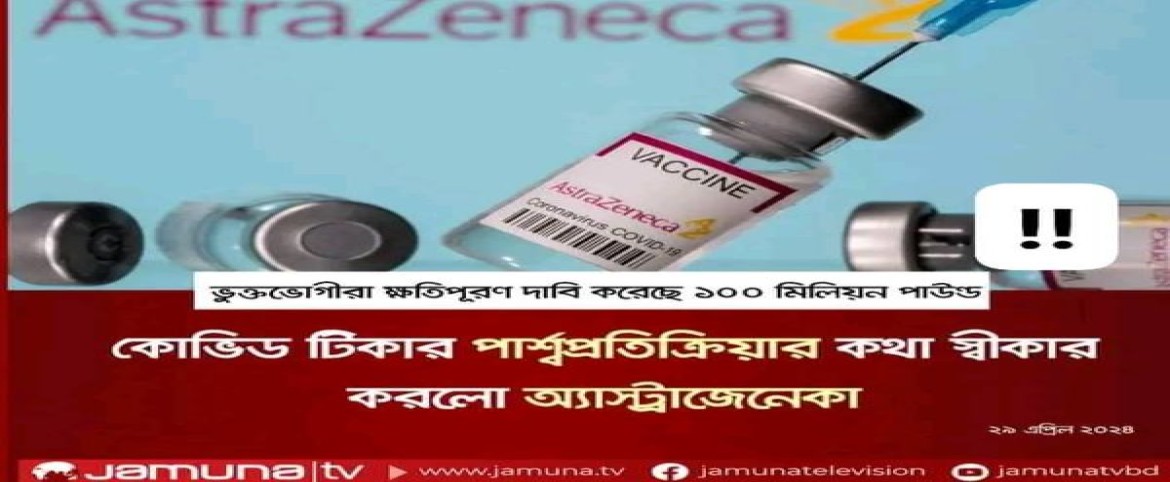 AstraZeneca
VACCINE
AstraZeneca
Coronavirus COVID-19
AstraZeneca
!!
ভুক্তভোগীরা ক্ষতিপূরণ দাবি করেছে ১০০ মিলিয়ন পাউন্ড
কোভিড টিকার পার্শ্বপ্রতিক্রিয়ার কথা স্বীকার
করলো অ্যাস্ট্রাজেনেকা
২৯ এপ্রিল ২০২৪
Jamuna|tv www.jamuna.tv jamunatelevision jamunatvbd